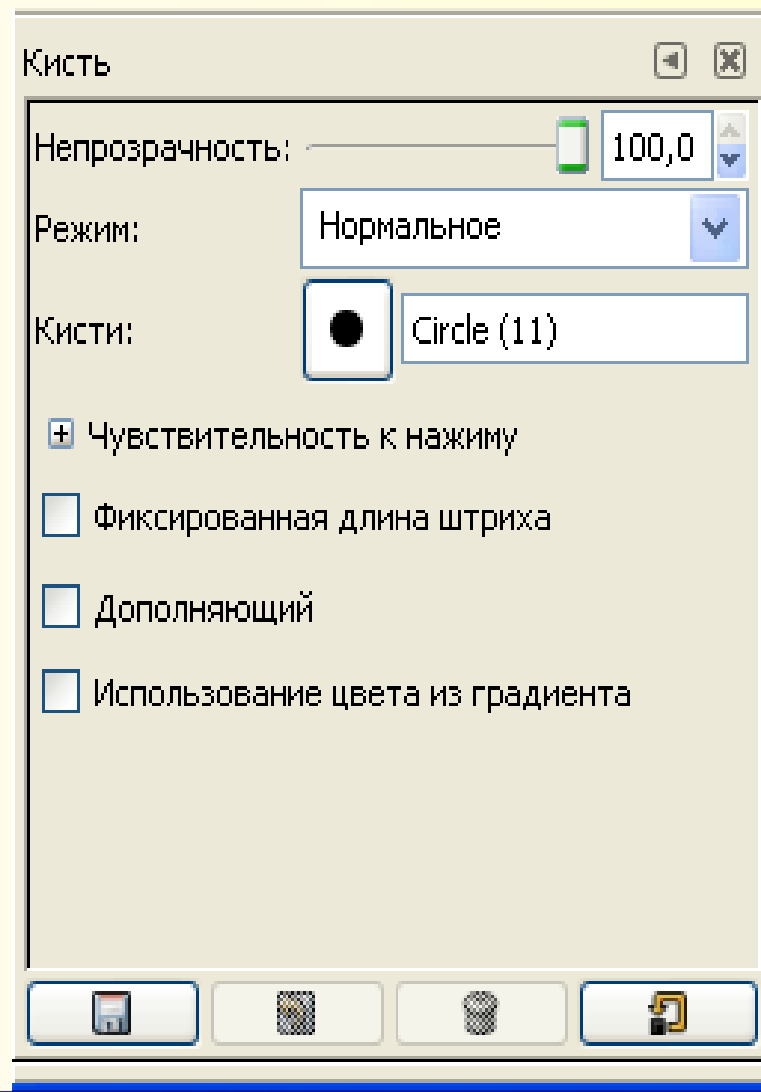 Кисть
Непрозрачность: 100,0
Режим: Нормальное
Кисти: Circle (11)
Чувствительность к нажиму
Фиксированная длина штриха
Дополняющий
Использование цвета из градиента